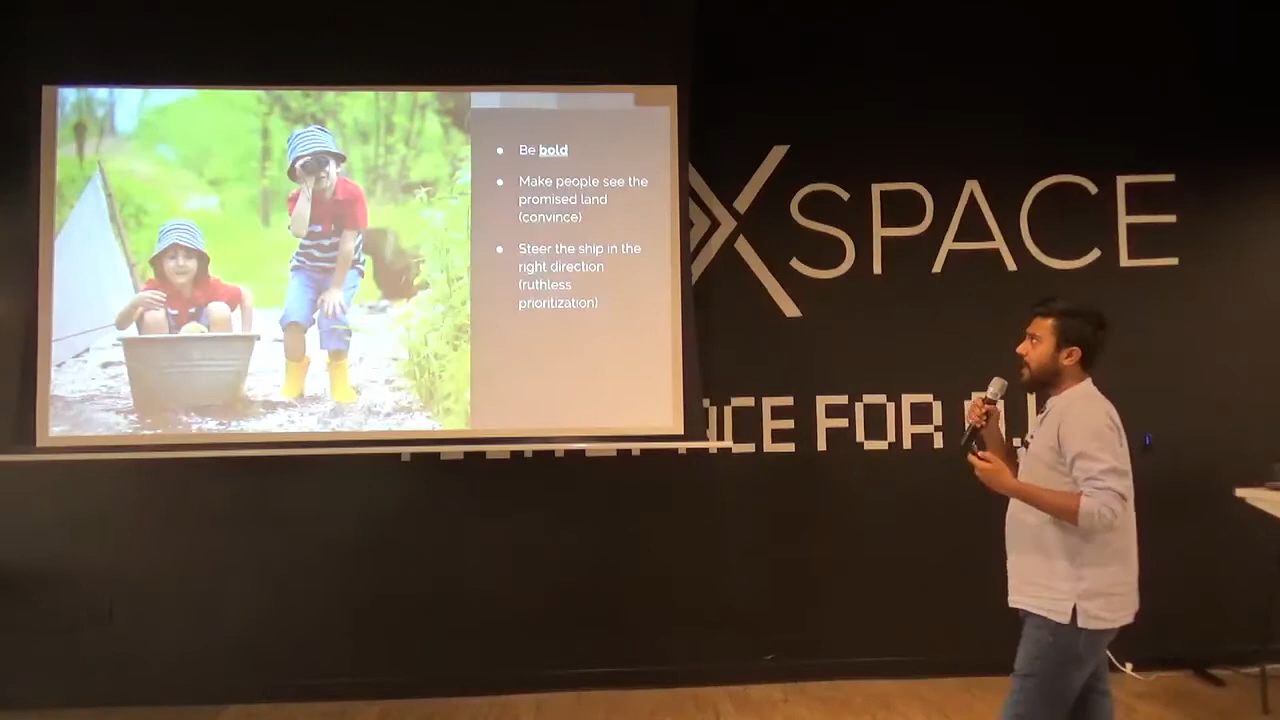 Be bold
Make people see the
promised land
(convince)
Steer the ship in the
right direction
(ruthless
prioritization)
XSPACE
CE FOR